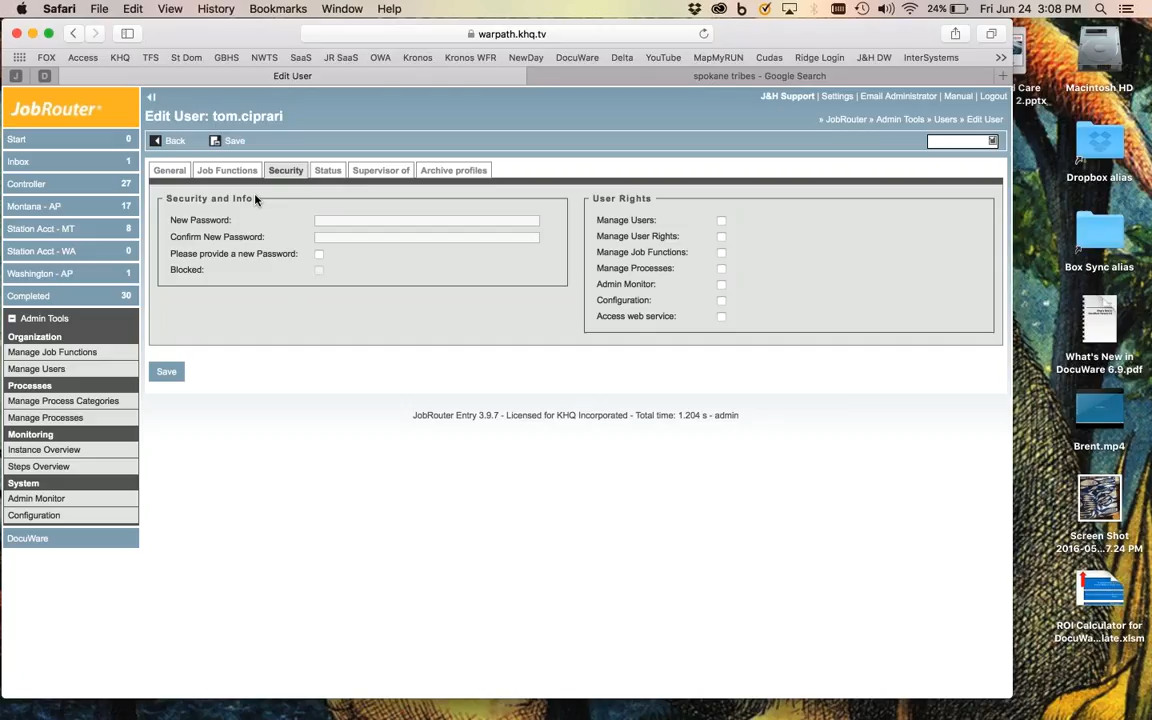 Safari File Edit View History Bookmarks Window Help 24% Fri Jun 24 3:08 PM
warpath.khq.tv
FOX Access KHQ TFS St Dom GBHS NWTS SaaS JR SaaS OWA Kronos Kronos WFR NewDay DocuWare Delta YouTube MapMyRUN Cudas Ridge Login J&H DW InterSystems
J D Edit User spokane tribes - Google Search
JobRouter
J&H Support | Settings | Email Administrator | Manual | Logout
Edit User: tom.ciprari
» JobRouter » Admin Tools » Users » Edit User
Back Save
General Job Functions Security Status Supervisor of Archive profiles
Start 0
Inbox 1
Controller 27
Montana - AP 17
Station Acct - MT 8
Station Acct - WA 0
Washington - AP 1
Completed 30
Admin Tools
Organization
Manage Job Functions
Manage Users
Processes
Manage Process Categories
Manage Processes
Monitoring
Instance Overview
Steps Overview
System
Admin Monitor
Configuration
DocuWare
Security and Info
New Password:
Confirm New Password:
Please provide a new Password:
Blocked:
User Rights
Manage Users:
Manage User Rights:
Manage Job Functions:
Manage Processes:
Admin Monitor:
Configuration:
Access web service:
Save
JobRouter Entry 3.9.7 - Licensed for KHQ Incorporated - Total time: 1.204 s - admin
d Care
2.pptx
Macintosh HD
Dropbox alias
Box Sync alias
What's New in
DocuWare 6.9.pdf
Brent.mp4
Screen Shot
2016-05...7.24 PM
ROI Calculator for
DocuWa...late.xlsm